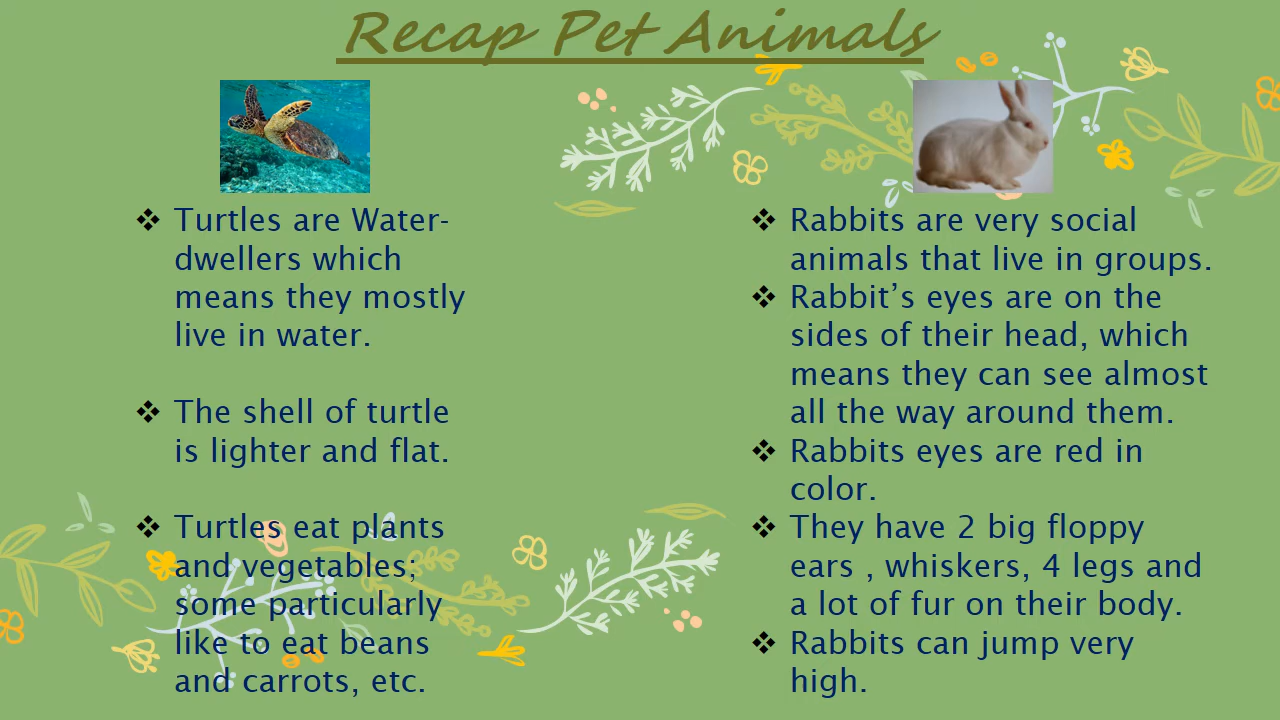 Recap Pet Animals
❖ Turtles are Water-
dwellers which
means they mostly
live in water.
❖ The shell of turtle
is lighter and flat.
❖ Turtles eat plants
and vegetables;
some particularly
like to eat beans
and carrots, etc.
❖ Rabbits are very social
animals that live in groups.
❖ Rabbit’s eyes are on the
sides of their head, which
means they can see almost
all the way around them.
❖ Rabbits eyes are red in
color.
❖ They have 2 big floppy
ears , whiskers, 4 legs and
a lot of fur on their body.
❖ Rabbits can jump very
high.